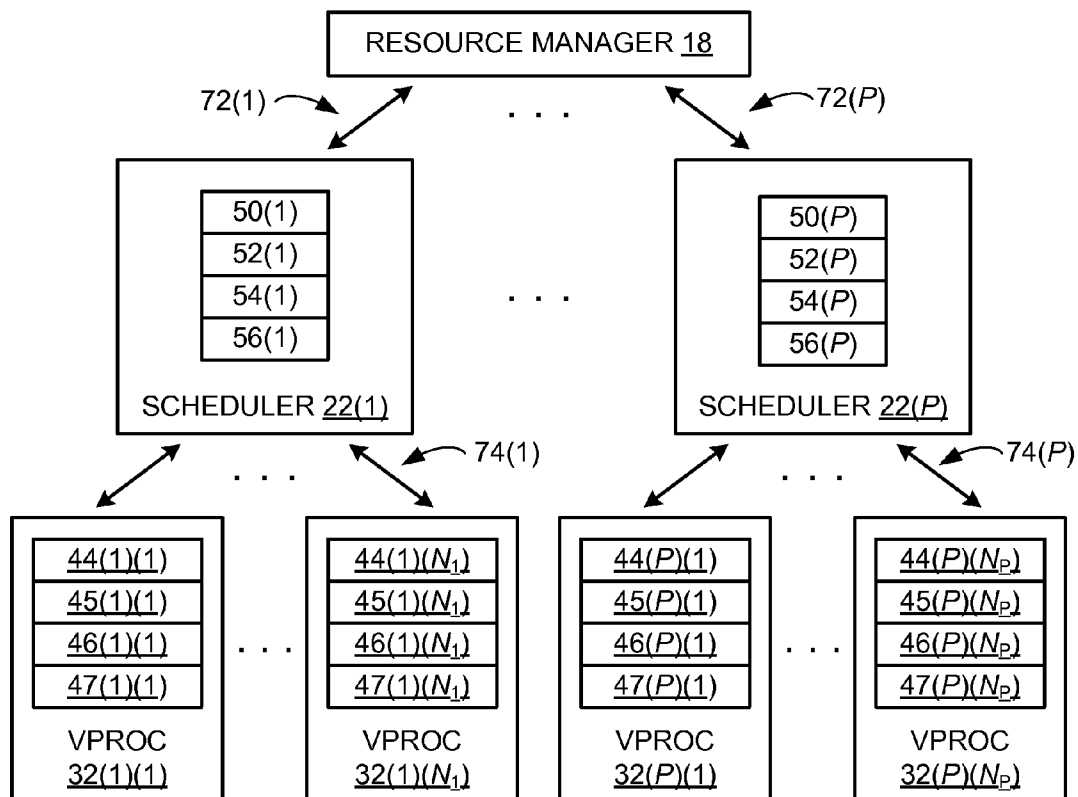 RESOURCE MANAGER 18
72(1)
72(P)
. . .
50(1)
52(1)
54(1)
56(1)
SCHEDULER 22(1)
. . .
50(P)
52(P)
54(P)
56(P)
SCHEDULER 22(P)
. . .
74(1)
. . .
74(P)
44(1)(1)
45(1)(1)
46(1)(1)
47(1)(1)
VPROC
32(1)(1)
. . .
44(1)(N₁)
45(1)(N₁)
46(1)(N₁)
47(1)(N₁)
VPROC
32(1)(N₁)
44(P)(1)
45(P)(1)
46(P)(1)
47(P)(1)
VPROC
32(P)(1)
. . .
44(P)(Nₚ)
45(P)(Nₚ)
46(P)(Nₚ)
47(P)(Nₚ)
VPROC
32(P)(Nₚ)